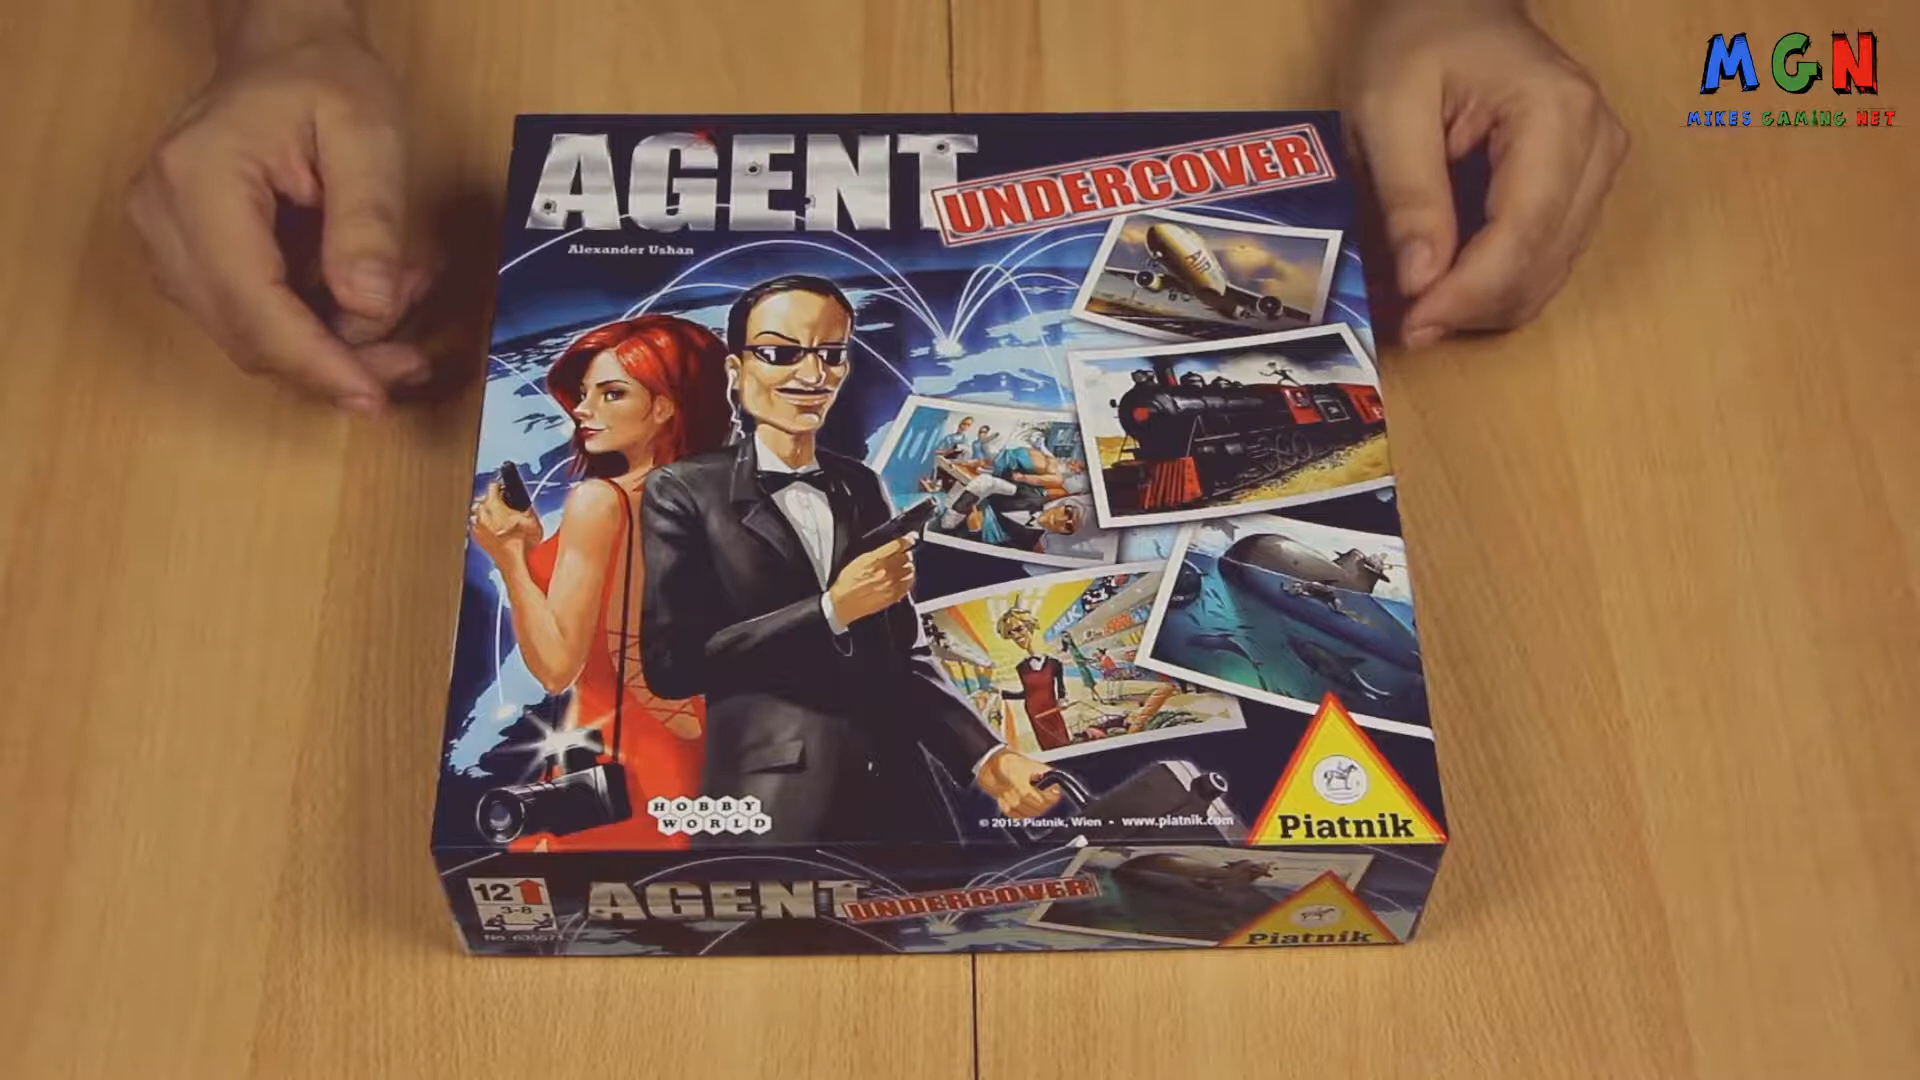 MGN
MIKES GAMING NET
AGENT
UNDERCOVER
Alexander Ushan
AIR
MILK
HOBBY
WORLD
© 2015 Piatnik, Wien • www.piatnik.com
Piatnik
12
3-8
AGENT
UNDERCOVER
Piatnik